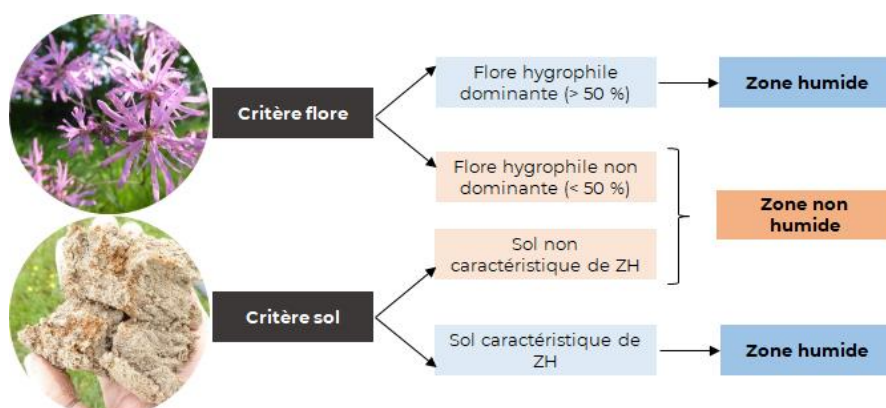 Critère flore
Flore hygrophile
dominante (> 50 %)
Zone humide
Flore hygrophile non
dominante (< 50 %)
Zone non
humide
Sol non
caractéristique de ZH
Critère sol
Sol caractéristique de
ZH
Zone humide